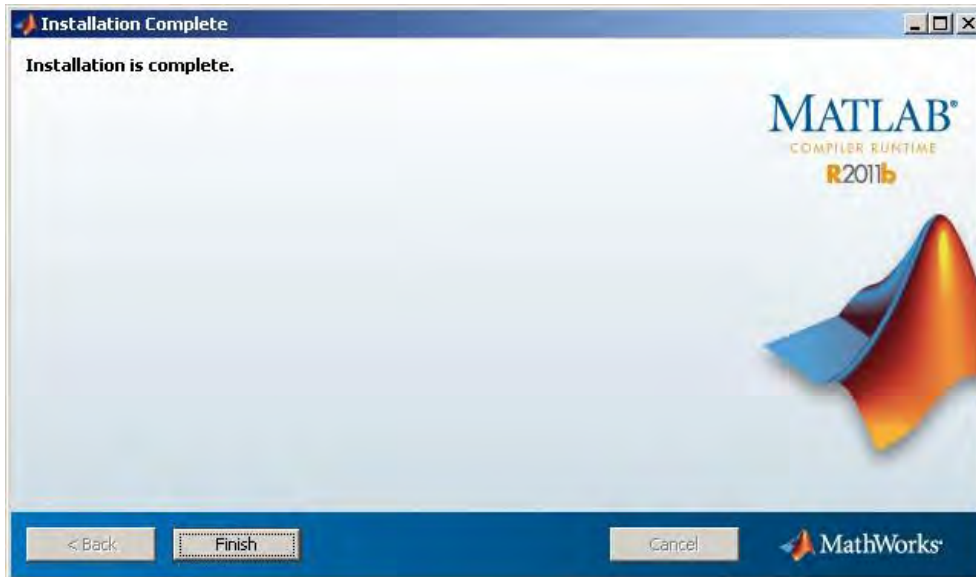 Installation Complete
Installation is complete.
MATLAB®
COMPILER RUNTIME
R2011b
< Back
Finish
Cancel
MathWorks®